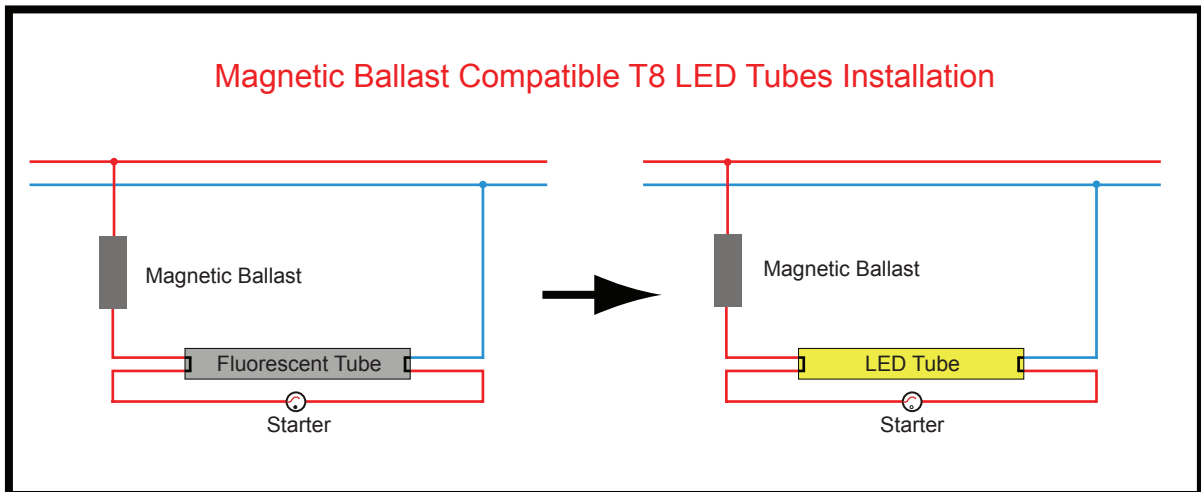 Magnetic Ballast Compatible T8 LED Tubes Installation
Magnetic Ballast
Fluorescent Tube
Starter
Magnetic Ballast
LED Tube
Starter